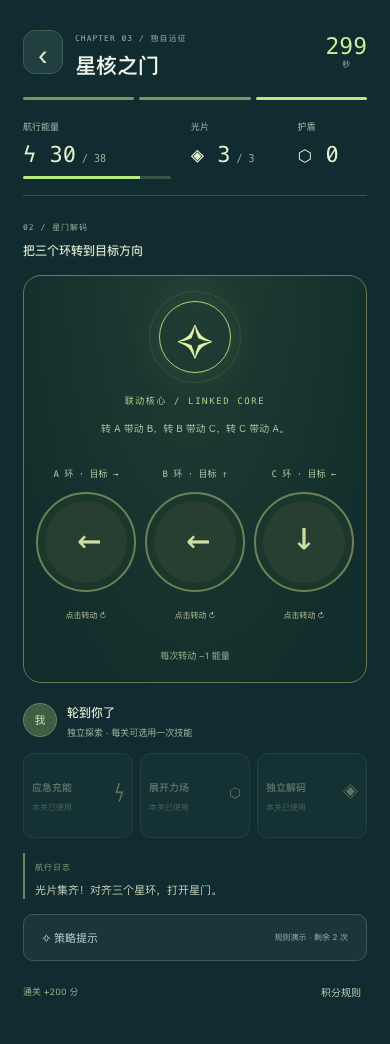 CHAPTER 03 / 独自远征
星核之门
299
秒
航行能量
光片
护盾
ϟ 30 / 38
◈ 3 / 3
⬡ 0
02 / 星门解码
把三个环转到目标方向
联动核心 / LINKED CORE
转 A 带动 B，转 B 带动 C，转 C 带动 A。
A 环 · 目标 →
B 环 · 目标 ↑
C 环 · 目标 ←
←
←
↓
点击转动 ↻
点击转动 ↻
点击转动 ↻
每次转动 −1 能量
我
轮到你了
独立探索 · 每关可选用一次技能
应急充能
本关已使用
展开力场
本关已使用
独立解码
本关已使用
航行日志
光片集齐！对齐三个星环，打开星门。
✧ 策略提示
规则演示 · 剩余 2 次
通关 +200 分
积分规则